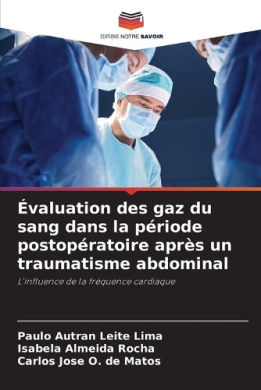 EDITIONS NOTRE SAVOIR
Évaluation des gaz du
sang dans la période
postopératoire après un
traumatisme abdominal
L'influence de la fréquence cardiaque
Paulo Autran Leite Lima
Isabela Almeida Rocha
Carlos Jose O. de Matos